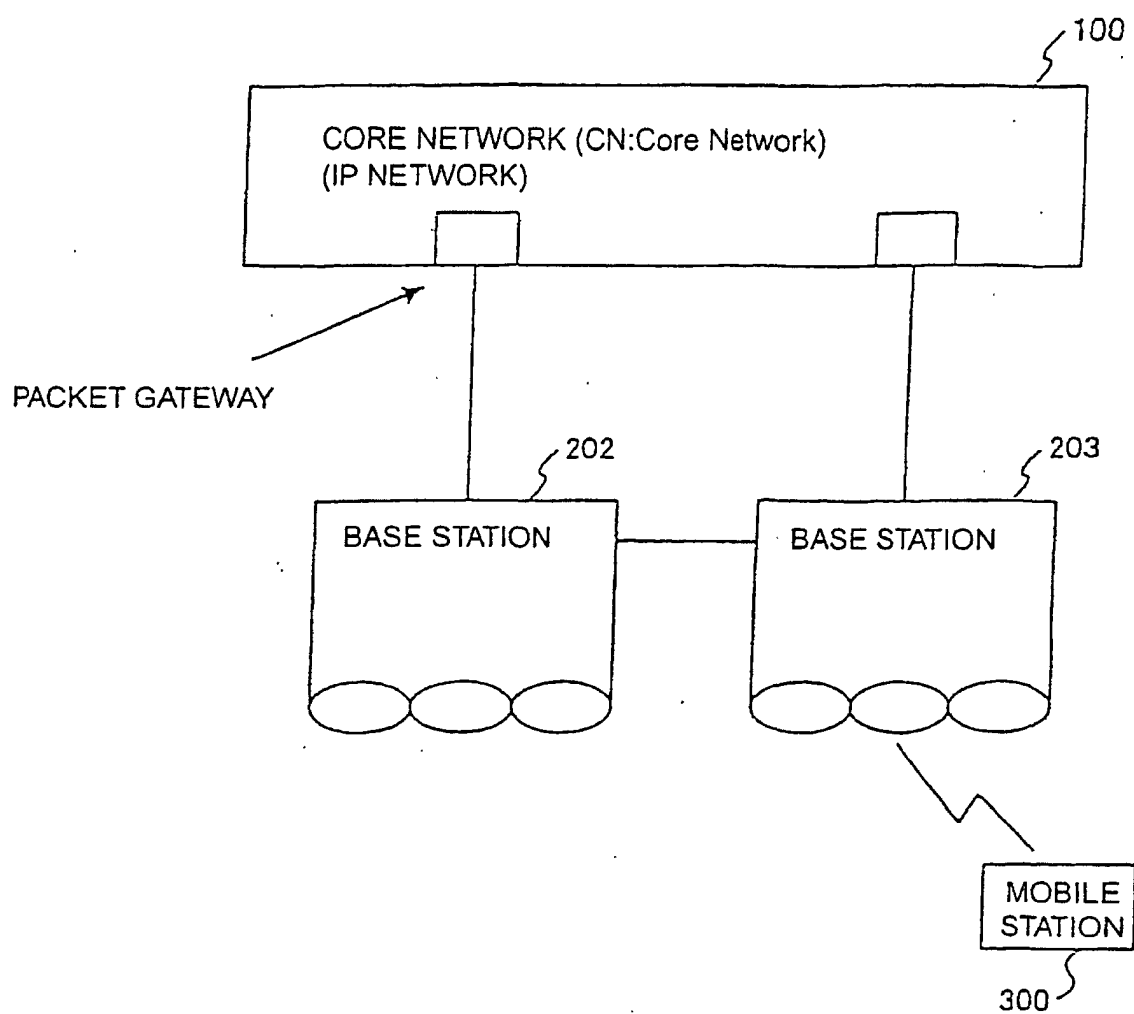 100
CORE NETWORK (CN:Core Network)
(IP NETWORK)
PACKET GATEWAY
202
203
BASE STATION
BASE STATION
MOBILE
STATION
300